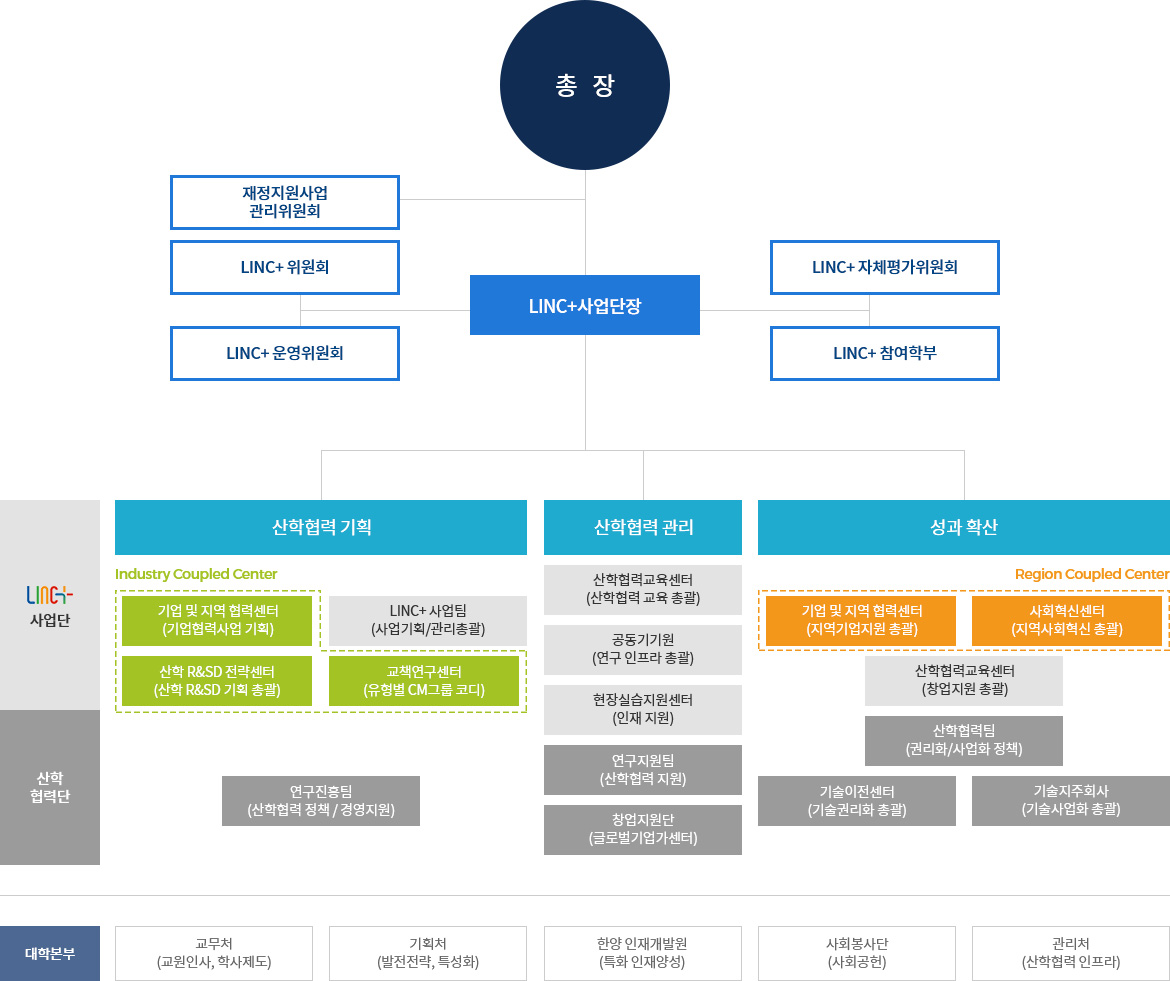 총 장
재정지원사업
관리위원회
LINC+ 위원회
LINC+ 자체평가위원회
LINC+사업단장
LINC+ 운영위원회
LINC+ 참여학부
산학협력 기획
산학협력 관리
성과 확산
LINC+
사업단
Industry Coupled Center
기업 및 지역 협력센터
(기업협력사업 기획)
LINC+ 사업팀
(사업기획/관리총괄)
산학 R&SD 전략센터
(산학 R&SD 기획 총괄)
교책연구센터
(유형별 CM그룹 코디)
산학협력교육센터
(산학협력 교육 총괄)
공동기기원
(연구 인프라 총괄)
현장실습지원센터
(인재 지원)
Region Coupled Center
기업 및 지역 협력센터
(지역기업지원 총괄)
사회혁신센터
(지역사회혁신 총괄)
산학협력교육센터
(창업지원 총괄)
산학
협력단
연구진흥팀
(산학협력 정책 / 경영지원)
연구지원팀
(산학협력 지원)
창업지원단
(글로벌기업가센터)
산학협력팀
(권리화/사업화 정책)
기술이전센터
(기술권리화 총괄)
기술지주회사
(기술사업화 총괄)
대학본부
교무처
(교원인사, 학사제도)
기획처
(발전전략, 특성화)
한양 인재개발원
(특화 인재양성)
사회봉사단
(사회공헌)
관리처
(산학협력 인프라)